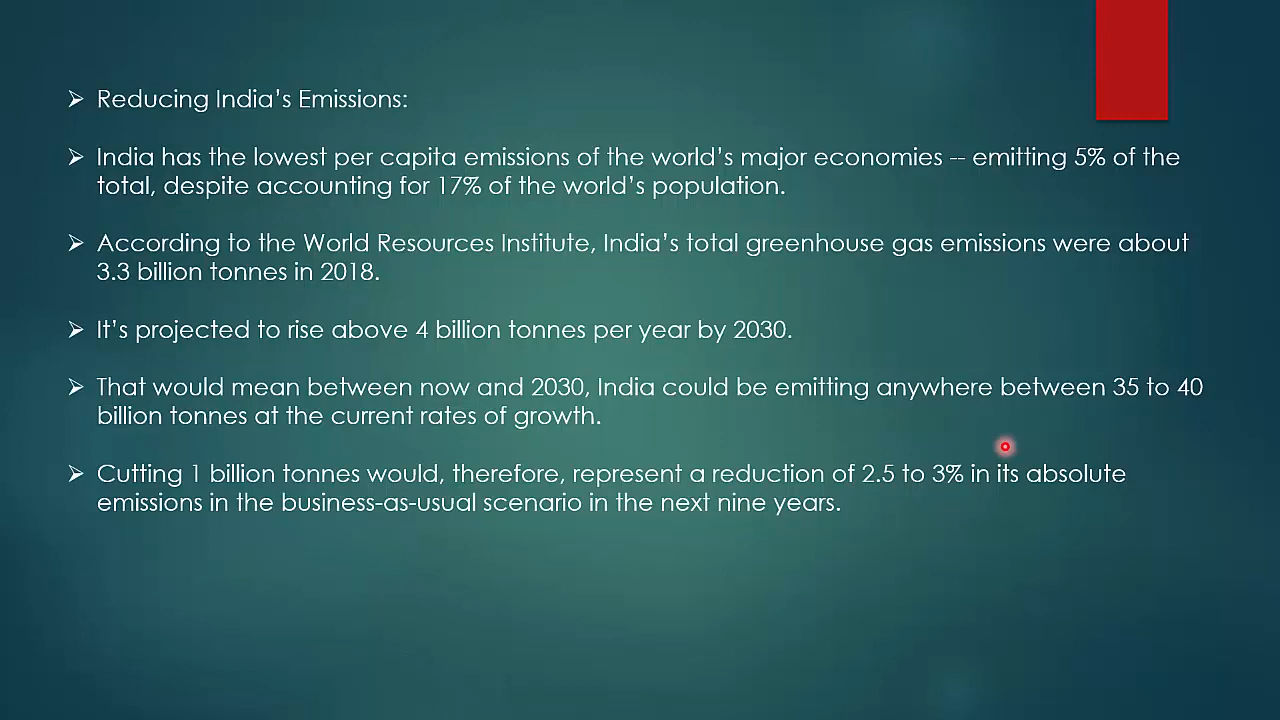 ➢ Reducing India’s Emissions:
➢ India has the lowest per capita emissions of the world’s major economies -- emitting 5% of the
total, despite accounting for 17% of the world’s population.
➢ According to the World Resources Institute, India’s total greenhouse gas emissions were about
3.3 billion tonnes in 2018.
➢ It’s projected to rise above 4 billion tonnes per year by 2030.
➢ That would mean between now and 2030, India could be emitting anywhere between 35 to 40
billion tonnes at the current rates of growth.
➢ Cutting 1 billion tonnes would, therefore, represent a reduction of 2.5 to 3% in its absolute
emissions in the business-as-usual scenario in the next nine years.